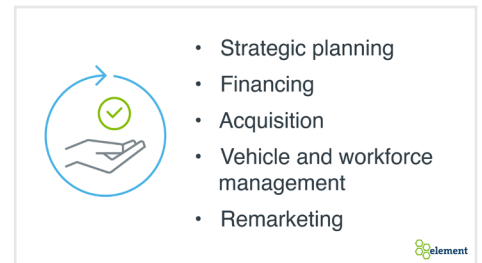 • Strategic planning
• Financing
• Acquisition
• Vehicle and workforce
management
• Remarketing
element